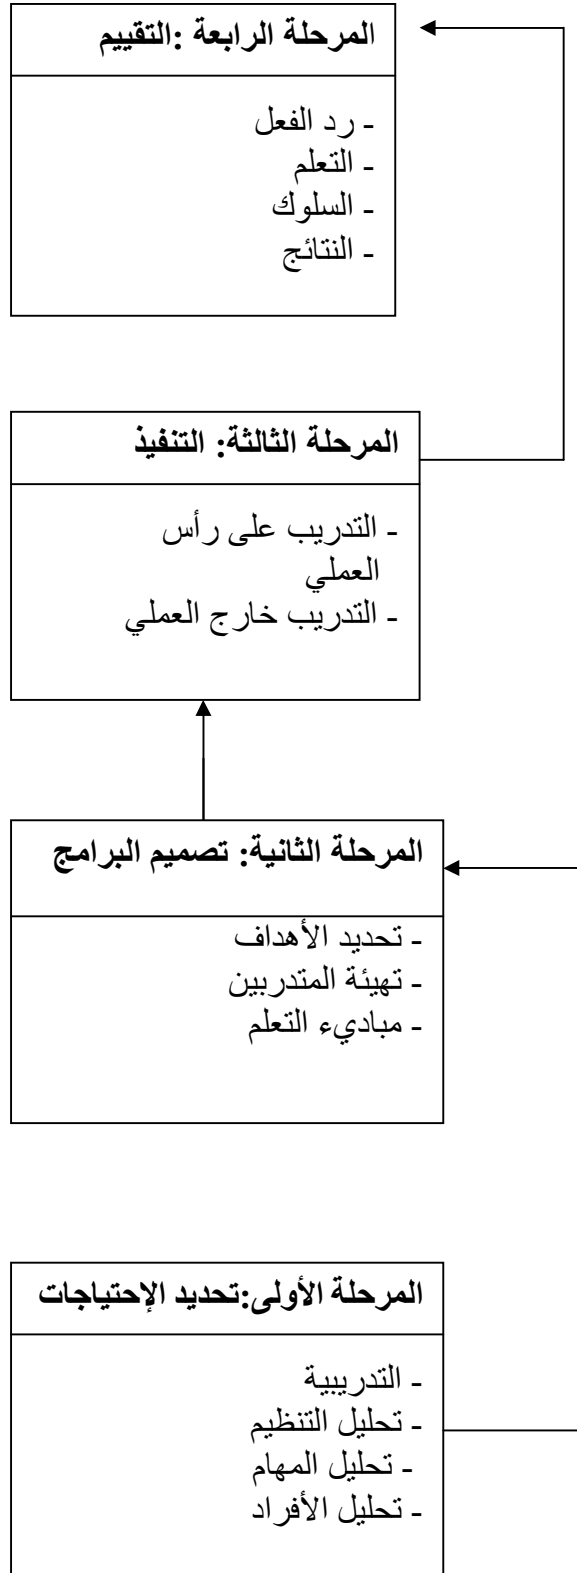 المرحلة الرابعة :التقييم
- رد الفعل
- التعلم
- السلوك
- النتائج
المرحلة الثالثة: التنفيذ
- التدريب على رأس
العملي
- التدريب خارج العملي
المرحلة الثانية: تصميم البرامج
- تحديد الأهداف
- تهيئة المتدربين
- مباديء التعلم
المرحلة الأولى:تحديد الإحتياجات
- التدريبية
- تحليل التنظيم
- تحليل المهام
- تحليل الأفراد